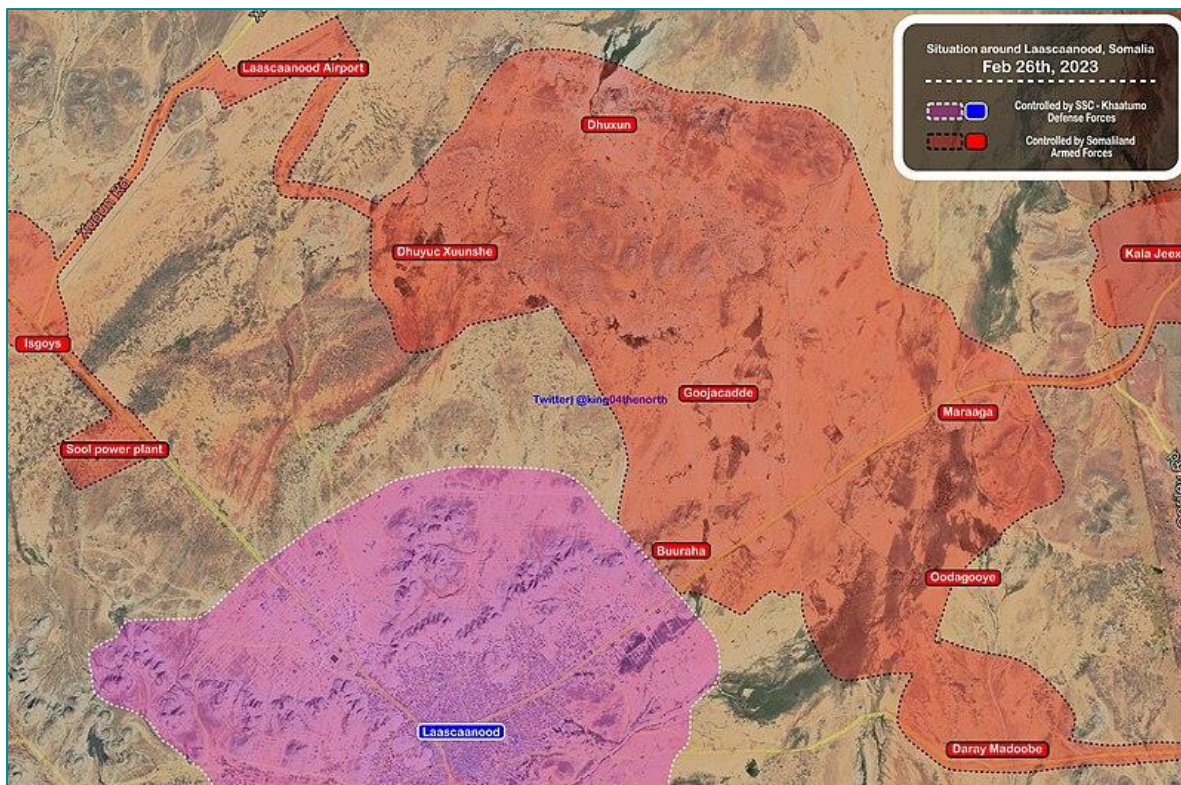 Situation around Laascaanood, Somalia
Feb 26th, 2023
Controlled by SSC - Khaatumo
Defense Forces
Controlled by Somaliland
Armed Forces
Laascaanood Airport
Dhuxun
Dhuyuc Xuunshe
Kala Jeex
Isgoys
Twitter| @king04thenorth
Goojacadde
Maraaga
Sool power plant
Buuraha
Oodagooye
Laascaanood
Daray Madoobe